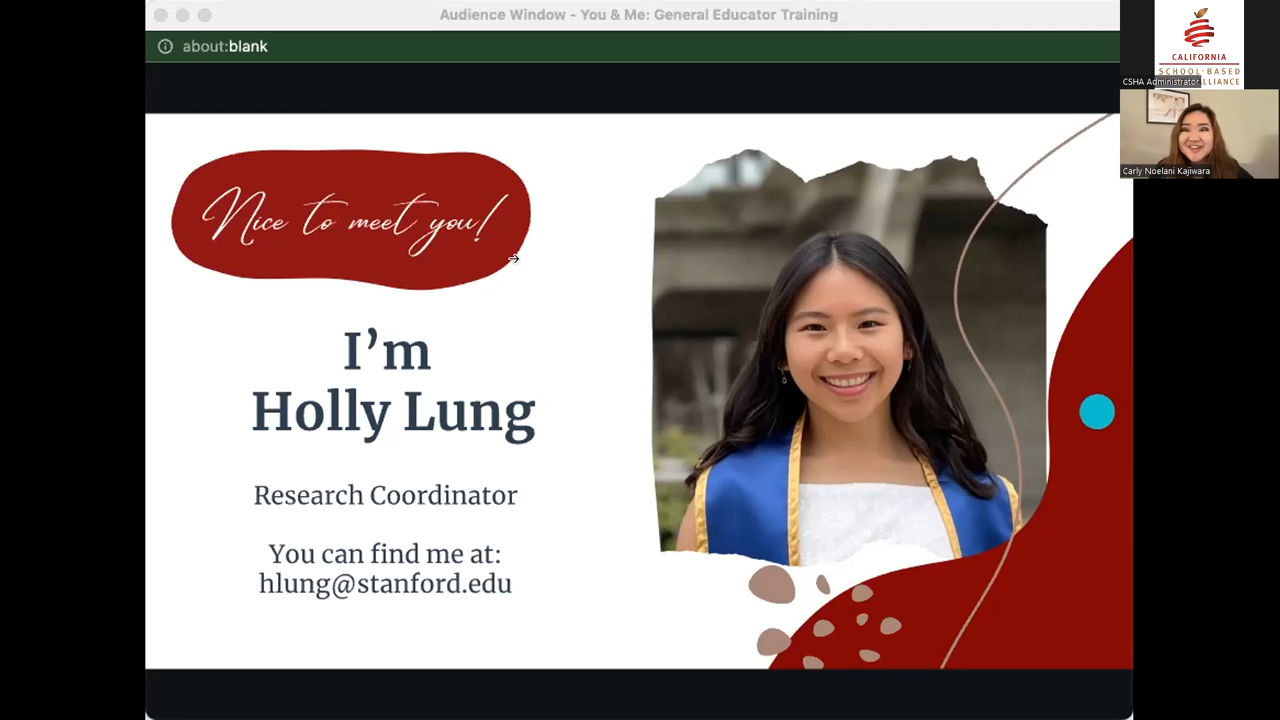 Audience Window - You & Me: General Educator Training
about:blank
Nice to meet you!
I'm
Holly Lung
Research Coordinator
You can find me at:
hlung@stanford.edu
CALIFORNIA
SCHOOL-BASED
LLIANCE
CSHA Administrator
Carly Noelani Kajiwara